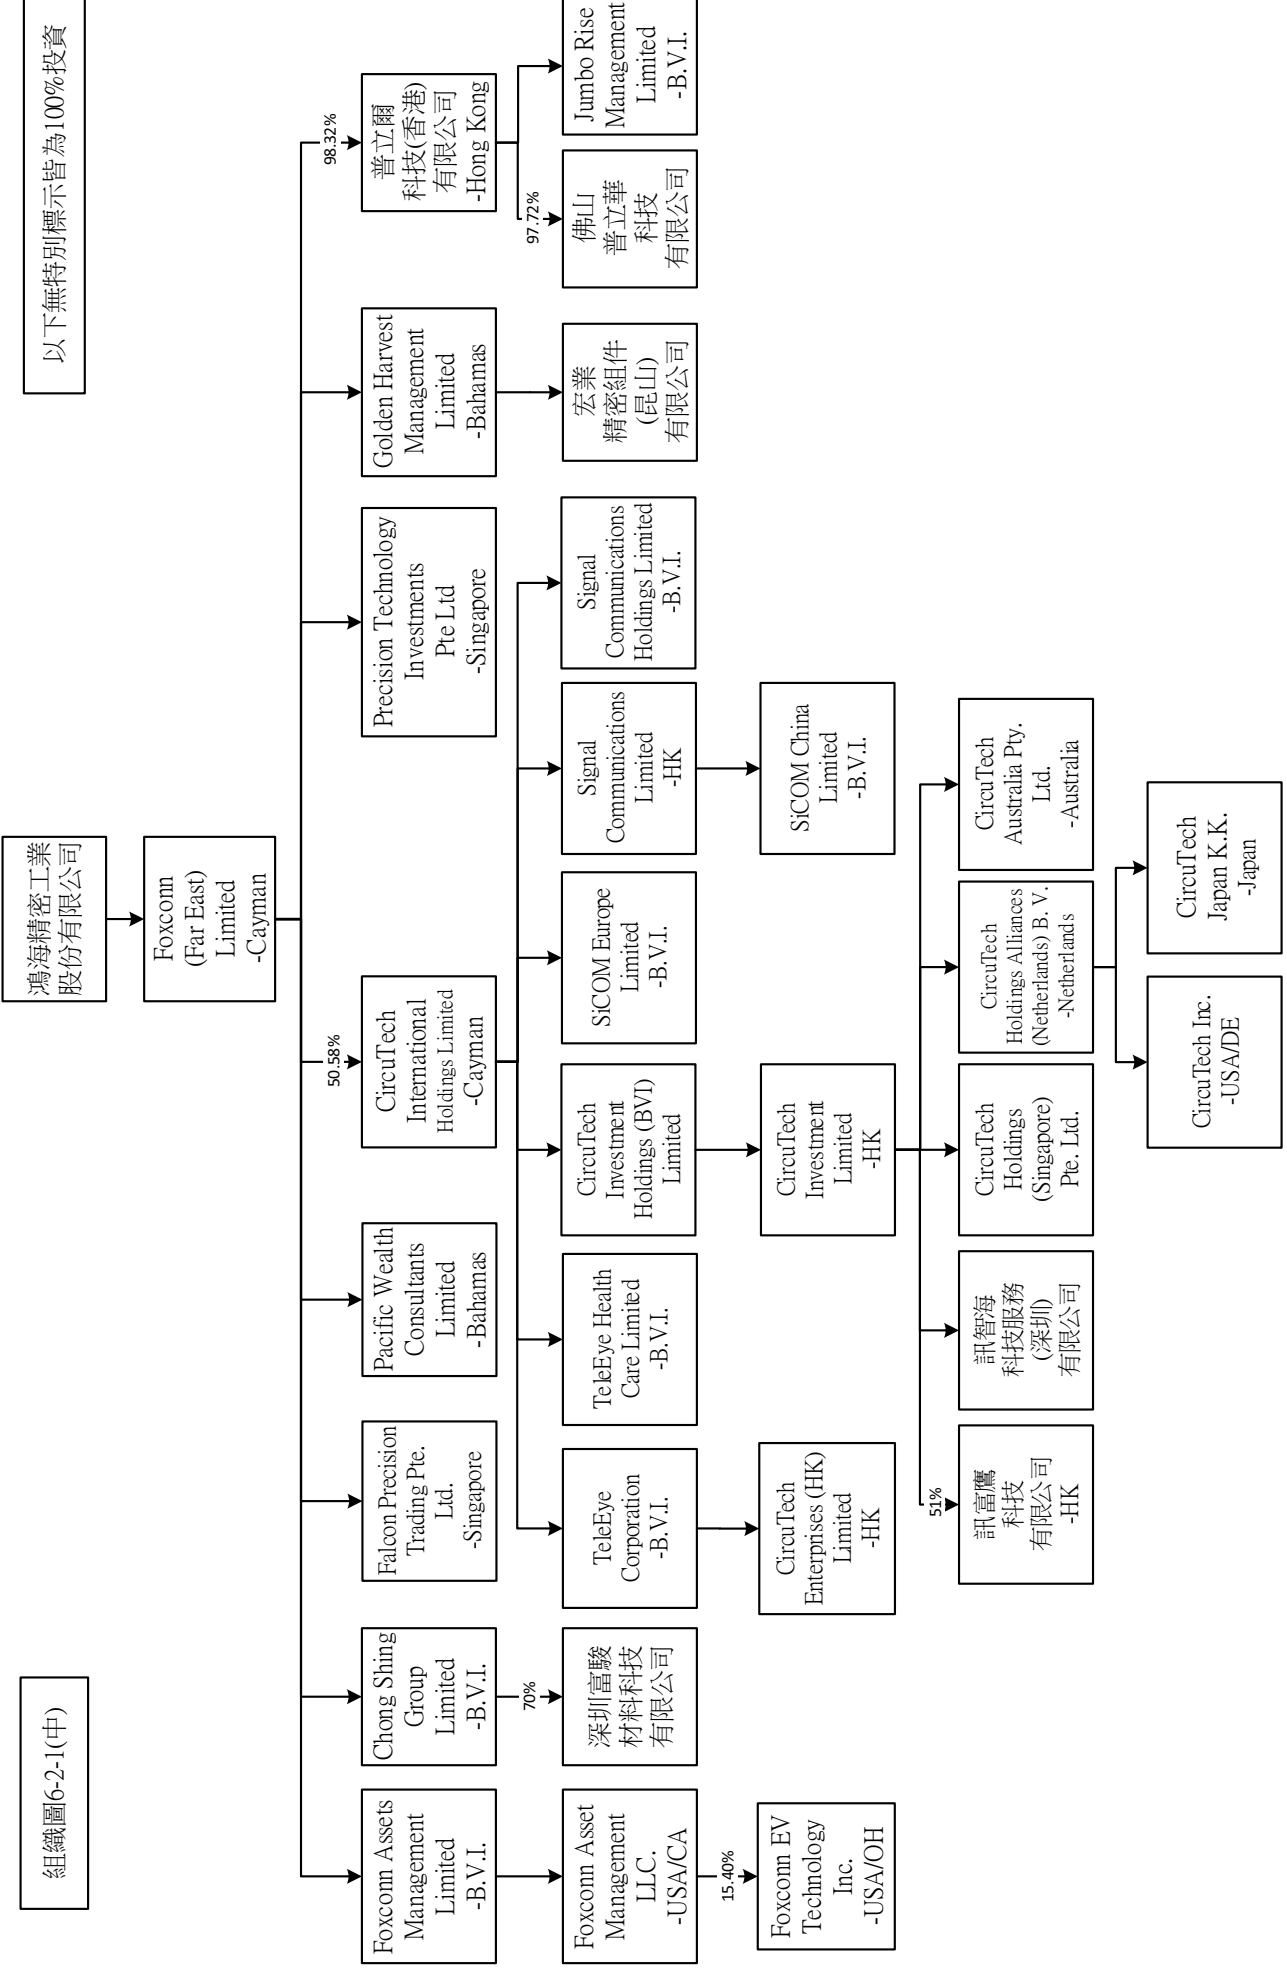 組織圖6-2-1(中)
以下無特別標示皆為100%投資
鴻海精密工業
股份有限公司
Foxconn
(Far East)
Limited
-Cayman
Foxconn Assets
Management
Limited
-B.V.I.
Chong Shing
Group
Limited
-B.V.I.
Falcon Precision
Trading Pte.
Ltd.
-Singapore
Pacific Wealth
Consultants
Limited
-Bahamas
50.58%
CircuTech
International
Holdings Limited
-Cayman
Precision Technology
Investments
Pte Ltd
-Singapore
Golden Harvest
Management
Limited
-Bahamas
98.32%
普立爾
科技(香港)
有限公司
-Hong Kong
Foxconn Asset
Management
LLC.
-USA/CA
70%
深圳富駿
材料科技
有限公司
TeleEye
Corporation
-B.V.I.
TeleEye Health
Care Limited
-B.V.I.
CircuTech
Investment
Holdings (BVI)
Limited
SiCOM Europe
Limited
-B.V.I.
Signal
Communications
Limited
-HK
Signal
Communications
Holdings Limited
-B.V.I.
宏業
精密組件
(昆山)
有限公司
97.72%
佛山
普立華
科技
有限公司
Jumbo Rise
Management
Limited
-B.V.I.
15.40%
Foxconn EV
Technology
Inc.
-USA/OH
CircuTech
Enterprises (HK)
Limited
-HK
CircuTech
Investment
Limited
-HK
SiCOM China
Limited
-B.V.I.
51%
訊富鷹
科技
有限公司
-HK
訊智海
科技服務
(深圳)
有限公司
CircuTech
Holdings
(Singapore)
Pte. Ltd.
CircuTech
Holdings Alliances
(Netherlands) B. V.
-Netherlands
CircuTech
Australia Pty.
Ltd.
-Australia
CircuTech Inc.
-USA/DE
CircuTech
Japan K.K.
-Japan